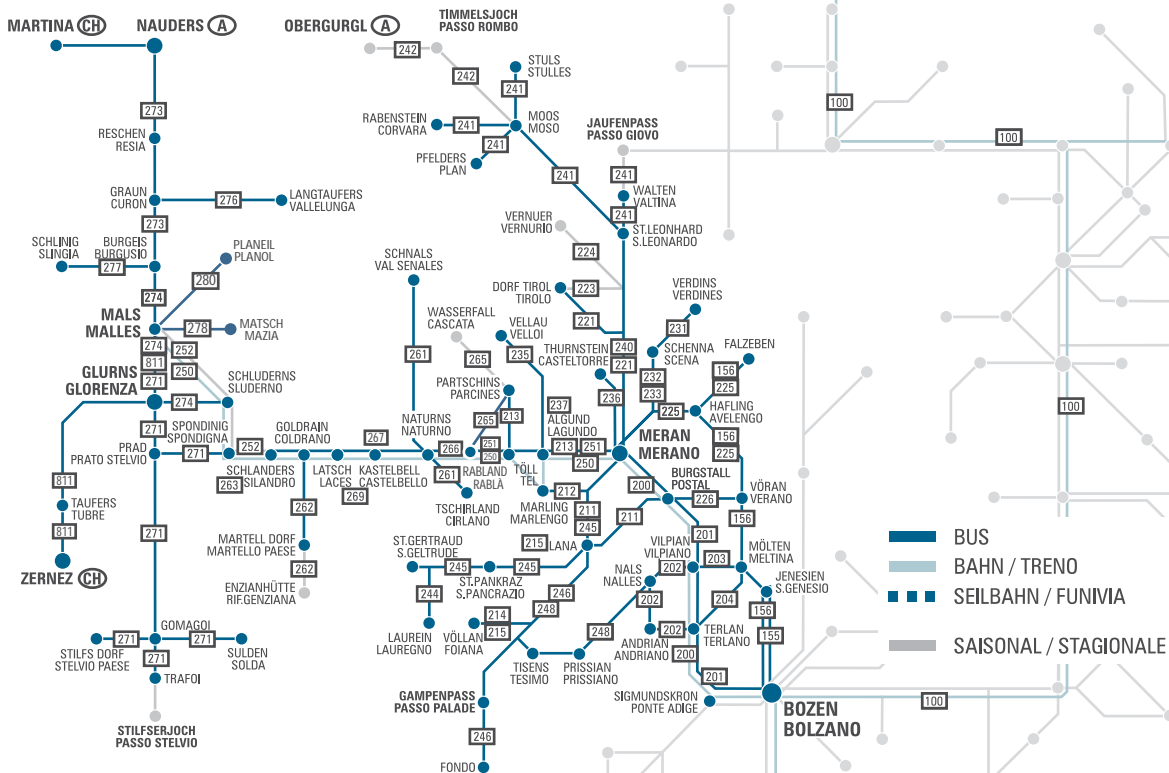 MARTINA CH
NAUDERS A
OBERGURGL A
TIMMELSJOCH
PASSO ROMBO
242
242
STULS
STULLES
241
RABENSTEIN
CORVARA
241
MOOS
MOSO
241
PFELDERS
PLAN
241
JAUFENPASS
PASSO GIOVO
241
WALTEN
VALTINA
241
ST.LEONHARD
S.LEONARDO
100
100
273
RESCHEN
RESIA
GRAUN
CURON
276
LANGTAUFERS
VALLELUNGA
273
SCHLINIG
SLINGIA
277
BURGEIS
BURGUSIO
PLANEIL
PLANOL
280
274
MALS
MALLES
278
MATSCH
MAZIA
274
252
811
250
271
GLURNS
GLORENZA
274
SCHLUDERNS
SLUDERNO
VERNUER
VERNURIO
224
SCHNALS
VAL SENALES
DORF TIROL
TIROLO
223
221
WASSERFALL
CASCATA
265
VELLAU
VELLOI
235
261
PARTSCHINS
PARCINES
213
265
THURNSTEIN
CASTELTORRE
236
240
221
VERDINS
VERDINES
231
SCHENNA
SCENA
232
233
FALZEBEN
156
225
225
HAFLING
AVELENGO
156
225
271
SPONDING
SPONDIGNA
PRAD
PRATO STELVIO
271
252
SCHLANDERS
SILANDRO
263
GOLDRAIN
COLDRANO
LATSCH
LACES
267
KASTELBELL
CASTELBELLO
269
NATURNS
NATURNO
266
261
TSCHIRLAND
CIRLANO
251
250
RABLAND
RABLÀ
TÖLL
TEL
237
ALGUND
LAGUNDO
213
251
250
MERAN
MERANO
212
MARLING
MARLENGO
211
245
200
BURGSTALL
POSTAL
226
VÖRAN
VERANO
211
201
156
811
TAUFERS
TUBRE
811
ZERNEZ CH
271
262
MARTELL DORF
MARTELLO PAESE
262
ENZIANHÜTTE
RIF.GENZIANA
ST.GERTRAUD
S.GELTRUDE
245
ST.PANKRAZ
S.PANCRAZIO
245
215
LANA
244
LAUREIN
LAUREGNO
214
215
VÖLLAN
FOIANA
246
248
NALS
NALLES
VILPIAN
VILPIANO
202
203
MÖLTEN
MELTINA
202
204
JENESIEN
S.GENESIO
156
155
248
ANDRIAN
ANDRIANO
202
TERLAN
TERLANO
200
201
TISENS
TESIMO
PRISSIAN
PRISSIANO
GAMPENPASS
PASSO PALADE
246
FONDO
SIGMUNDSKRON
PONTE ADIGE
BOZEN
BOLZANO
100
100
GOMAGOI
271
271
STILFS DORF
STELVIO PAESE
SULDEN
SOLDA
271
TRAFOI
STILFSERJOCH
PASSO STELVIO
BUS
BAHN / TRENO
SEILBAHN / FUNIVIA
SAISONAL / STAGIONALE